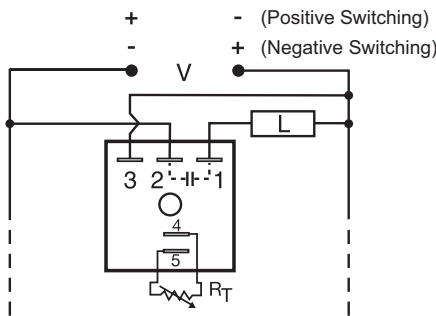 + - (Positive Switching)
- + (Negative Switching)
V
L
3 2 1
4
5
RT